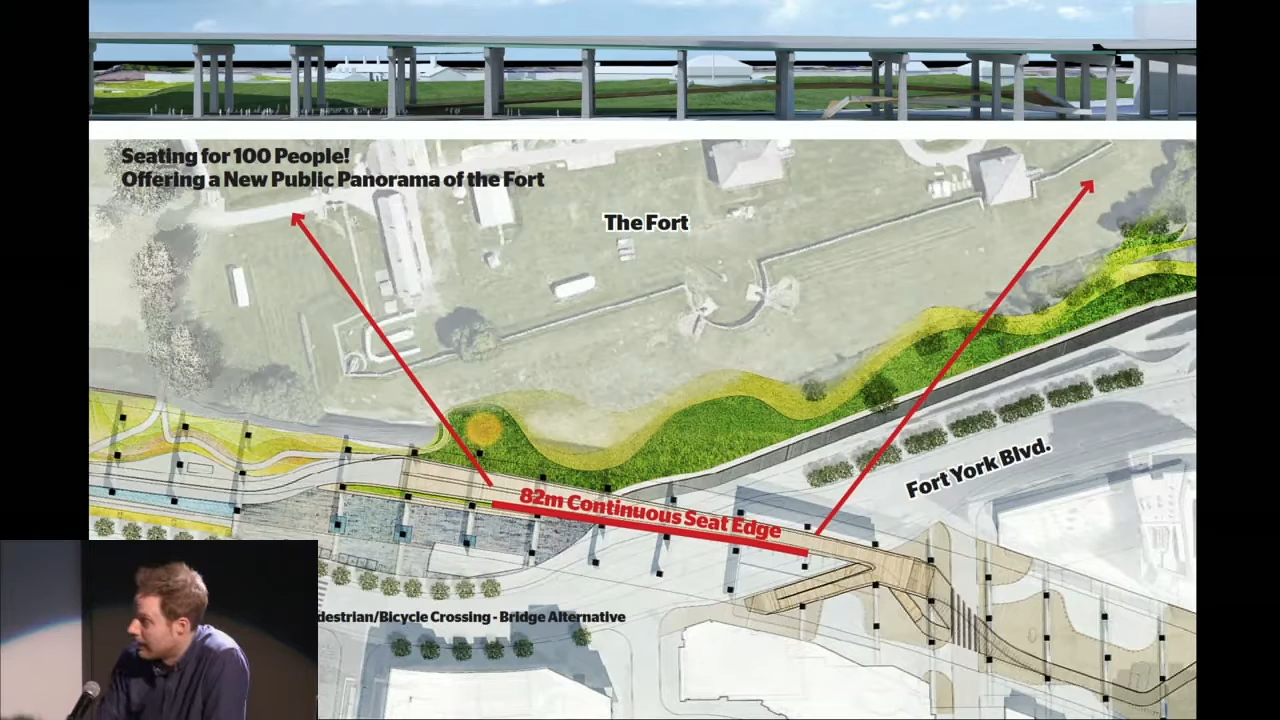 Seating for 100 People!
Offering a New Public Panorama of the Fort
The Fort
Fort York Blvd.
82m Continuous Seat Edge
destrian/Bicycle Crossing - Bridge Alternative